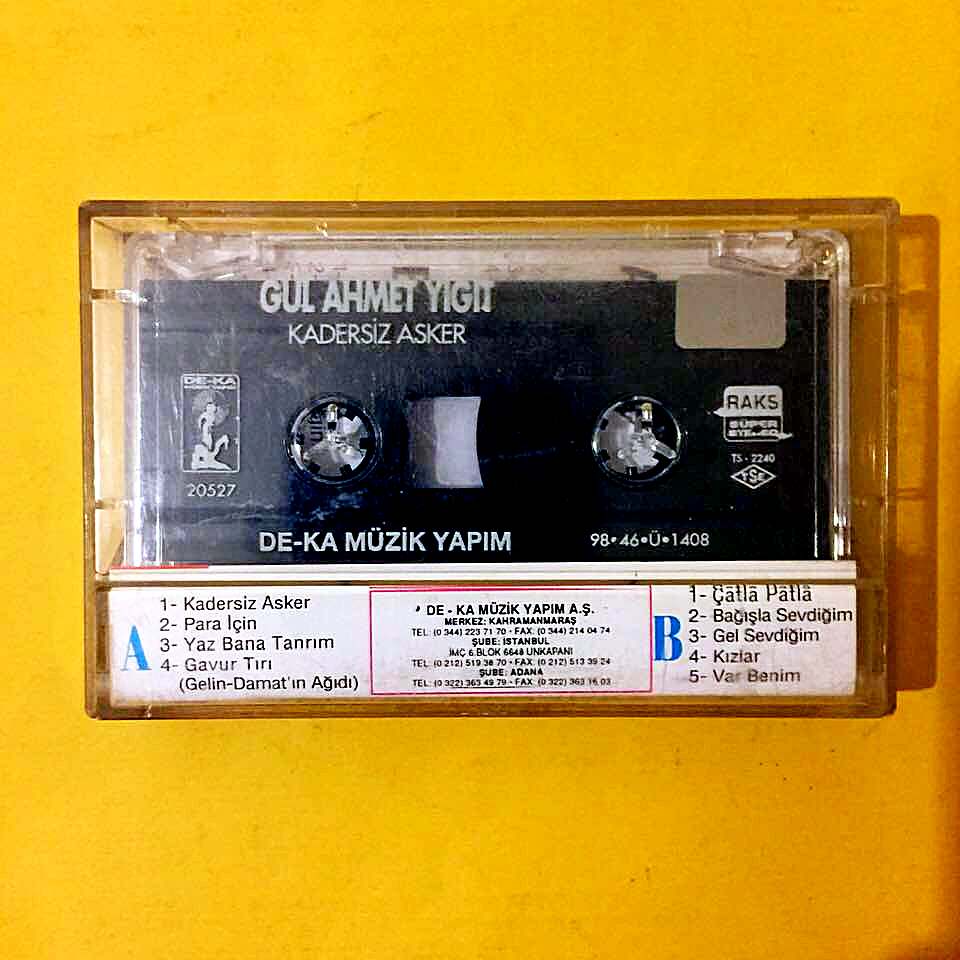 GÜL AHMET YİĞİT
KADERSİZ ASKER
DE-KA
20527
RAKS
SÜPER
STEREO
TS - 2240
TSE
DE-KA MÜZİK YAPIM
98•46•Ü•1408
A
1- Kadersiz Asker
2- Para İçin
3- Yaz Bana Tanrım
4- Gavur Tırı
(Gelin-Damat'ın Ağıdı)
DE - KA MÜZİK YAPIM A.Ş.
MERKEZ: KAHRAMANMARAŞ
TEL: (0 344) 223 71 70 - FAX: (0 344) 214 04 74
ŞUBE: İSTANBUL
İMÇ 6.BLOK 6648 UNKAPANI
TEL: (0 212) 519 38 70 - FAX: (0 212) 513 39 24
ŞUBE: ADANA
TEL: (0 322) 363 49 79 - FAX: (0 322) 363 16 03
B
1- Çatla Patla
2- Bağışla Sevdiğim
3- Gel Sevdiğim
4- Kızlar
5- Var Benim